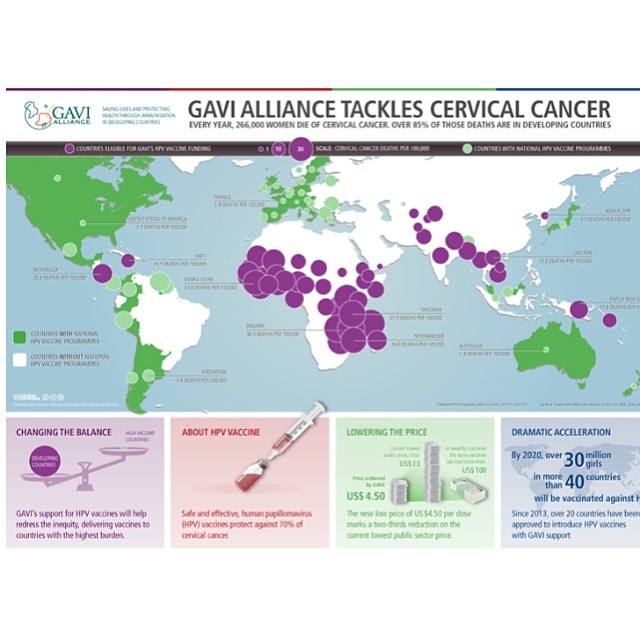 GAVI
ALLIANCE
SAVING LIVES AND PROTECTING
HEALTH THROUGH IMMUNISATION
IN DEVELOPING COUNTRIES
GAVI ALLIANCE TACKLES CERVICAL CANCER
EVERY YEAR, 266,000 WOMEN DIE OF CERVICAL CANCER. OVER 85% OF THOSE DEATHS ARE IN DEVELOPING COUNTRIES
COUNTRIES ELIGIBLE FOR GAVI'S HPV VACCINE FUNDING
1 10 30 SCALE: CERVICAL CANCER DEATHS PER 100,000
COUNTRIES WITH NATIONAL HPV VACCINE PROGRAMMES
FRANCE
1.8 DEATHS PER 100,000
UNITED STATES OF AMERICA
DEATHS PER 100,000
HAITI
DEATHS PER 100,000
NICARAGUA
DEATHS PER 100,000
SIERRA LEONE
DEATHS PER 100,000
KOREA, DPR
DEATHS PER 100,000
LAO PDR
DEATHS PER 100,000
PAPUA NEW
TANZANIA
DEATHS PER 100,000
MALAWI
DEATHS PER 100,000
MOZAMBIQUE
DEATHS PER 100,000
AUSTRALIA
1.4 DEATHS PER 100,000
ARGENTINA
7.4 DEATHS PER 100,000
COUNTRIES WITH NATIONAL
HPV VACCINE PROGRAMMES
COUNTRIES WITHOUT NATIONAL
HPV VACCINE PROGRAMMES
CHANGING THE BALANCE
HIGH-INCOME
COUNTRIES
DEVELOPING
COUNTRIES
GAVI's support for HPV vaccines will help
redress the inequity, delivering vaccines to
countries with the highest burden.
ABOUT HPV VACCINE
Safe and effective, human papillomavirus
(HPV) vaccines protect against 70% of
cervical cancer.
LOWERING THE PRICE
Current lowest
public price, circa
US$ 13
In wealthy countries
the same vaccine
can cost more than
US$ 100
Price achieved
by GAVI
US$ 4.50
The new low price of US $4.50 per dose
marks a two-thirds reduction on the
current lowest public sector price.
DRAMATIC ACCELERATION
By 2020, over 30 million
girls
in more
than 40 countries
will be vaccinated against H
Since 2013, over 20 countries have been
approved to introduce HPV vaccines
with GAVI support